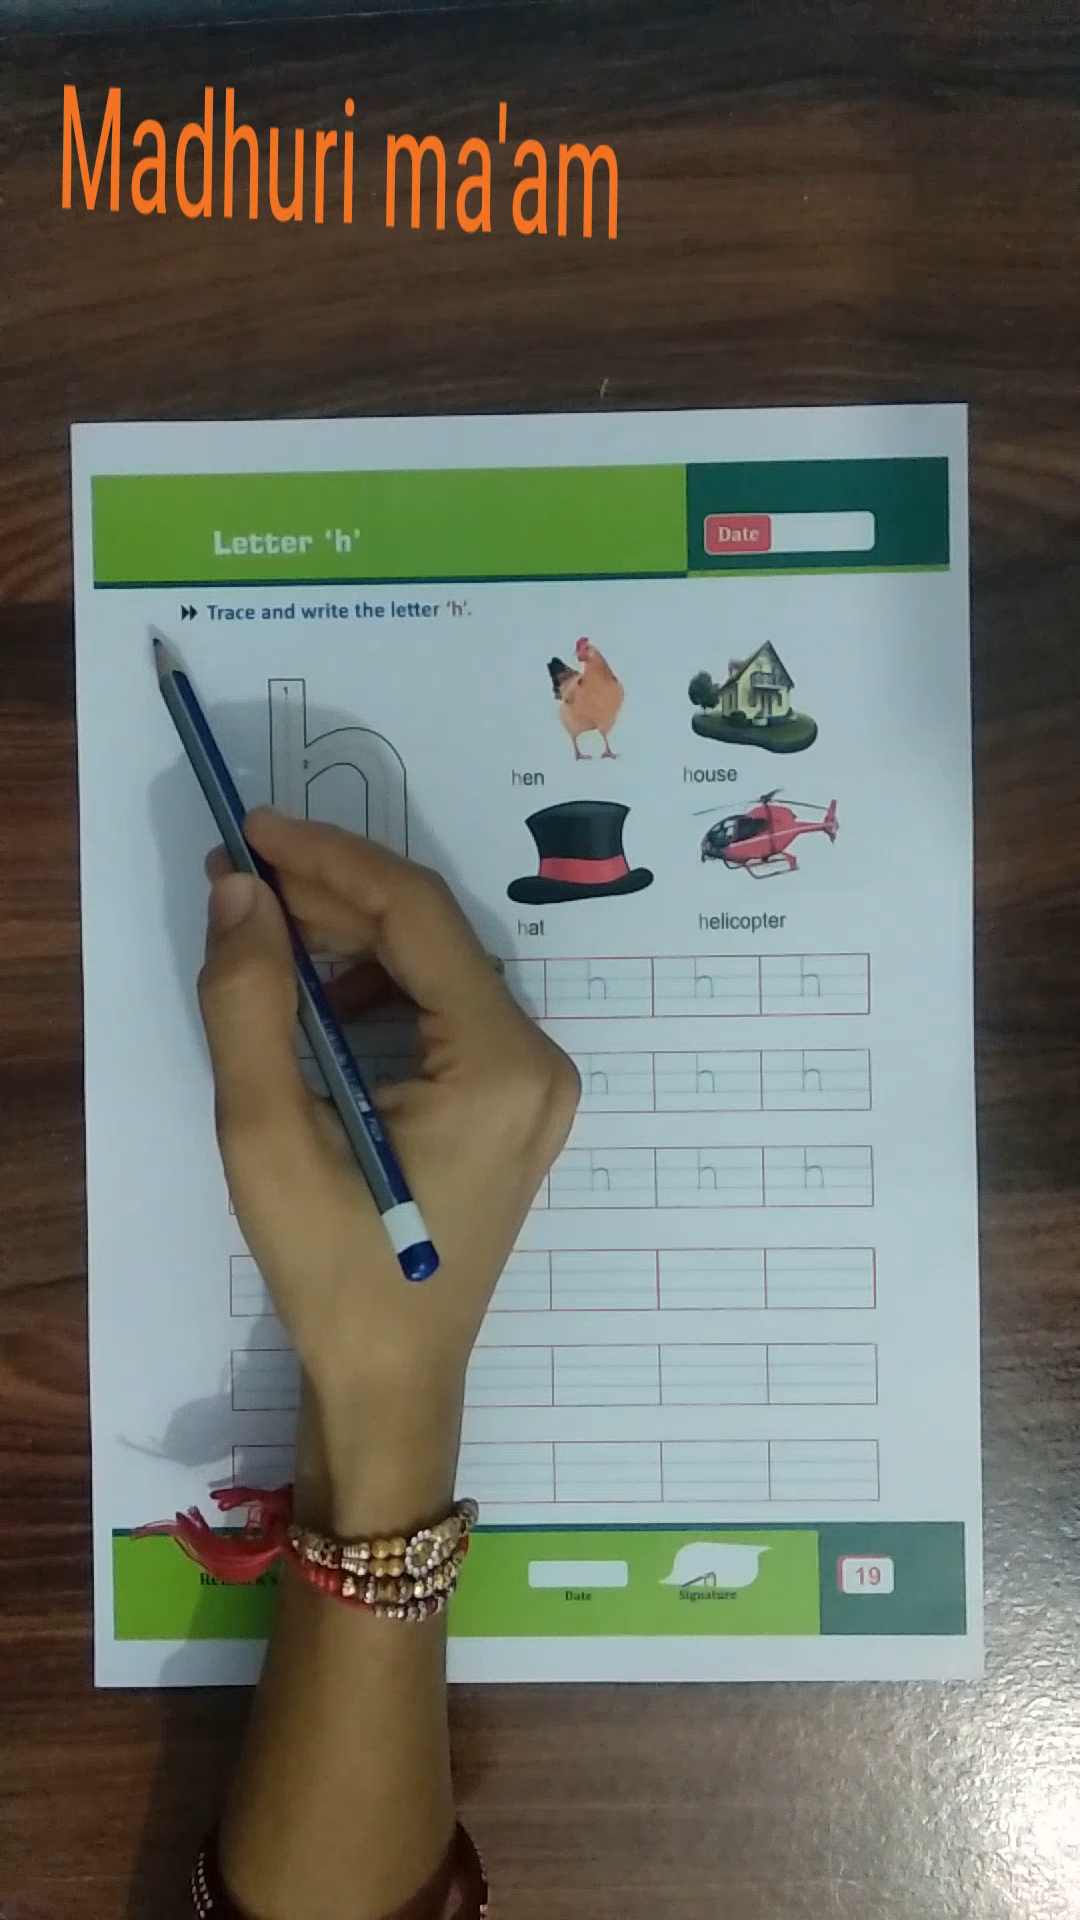 Madhuri ma'am
Letter 'h'
Date
Trace and write the letter 'h'.
1
2
hen
house
hat
helicopter
h h h
h h h
h h h
Date
Signature
19